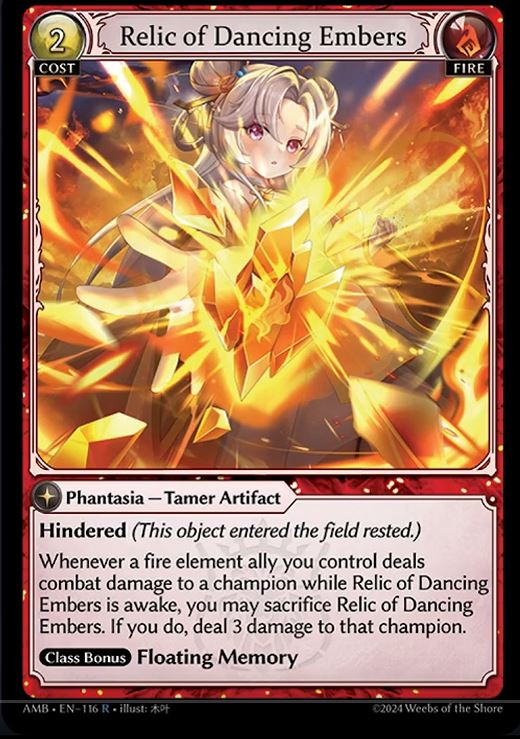 2
COST
Relic of Dancing Embers
FIRE
Phantasia — Tamer Artifact
Hindered (This object entered the field rested.)
Whenever a fire element ally you control deals
combat damage to a champion while Relic of Dancing
Embers is awake, you may sacrifice Relic of Dancing
Embers. If you do, deal 3 damage to that champion.
Class Bonus Floating Memory
AMB • EN-116 R • illust: 木叶 ©2024 Weebs of the Shore